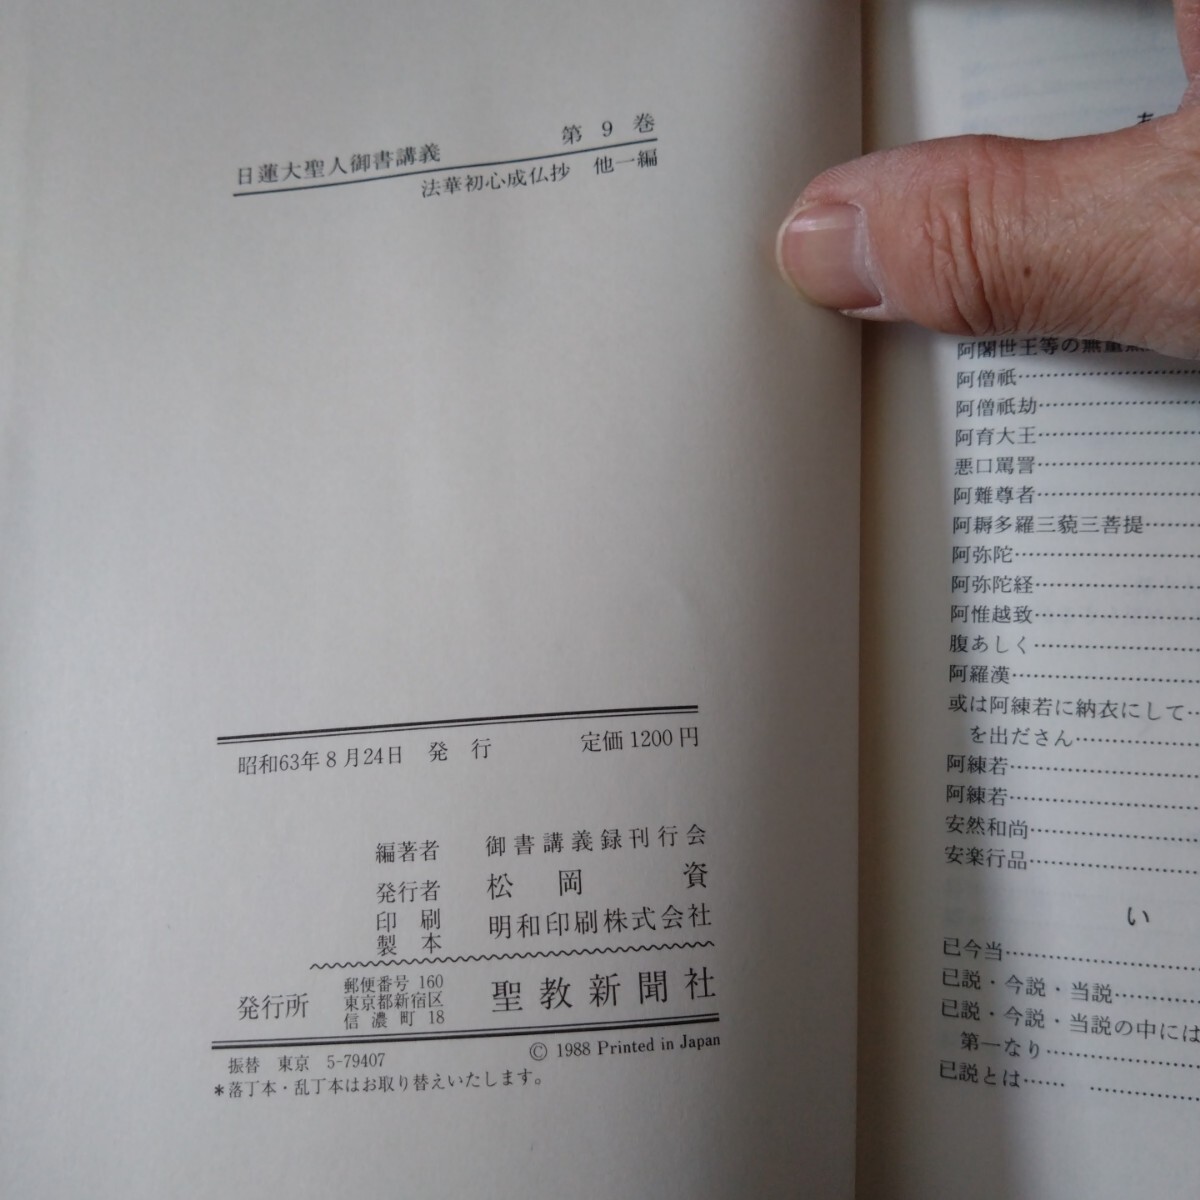 日蓮大聖人御書講義 第9巻
法華初心成仏抄 他一編
昭和63年8月24日 発行 定価1200円
編著者 御書講義録刊行会
発行者 松岡 資
印刷
製本 明和印刷株式会社
発行所
郵便番号 160
東京都新宿区
信濃町18
聖教新聞社
振替 東京 5-79407
© 1988 Printed in Japan
*落丁本・乱丁本はお取り替えいたします。
阿闍世王等の無量無
阿僧祇
阿僧祇劫
阿育大王
悪口罵詈
阿難尊者
阿耨多羅三藐三菩提
阿弥陀
阿弥陀経
阿惟越致
腹あしく
阿羅漢
或は阿練若に納衣にして
を出ださん
阿練若
阿練若
安然和尚
安楽行品
い
已今当
已説・今説・当説
已説・今説・当説の中には
第一なり
已説とは